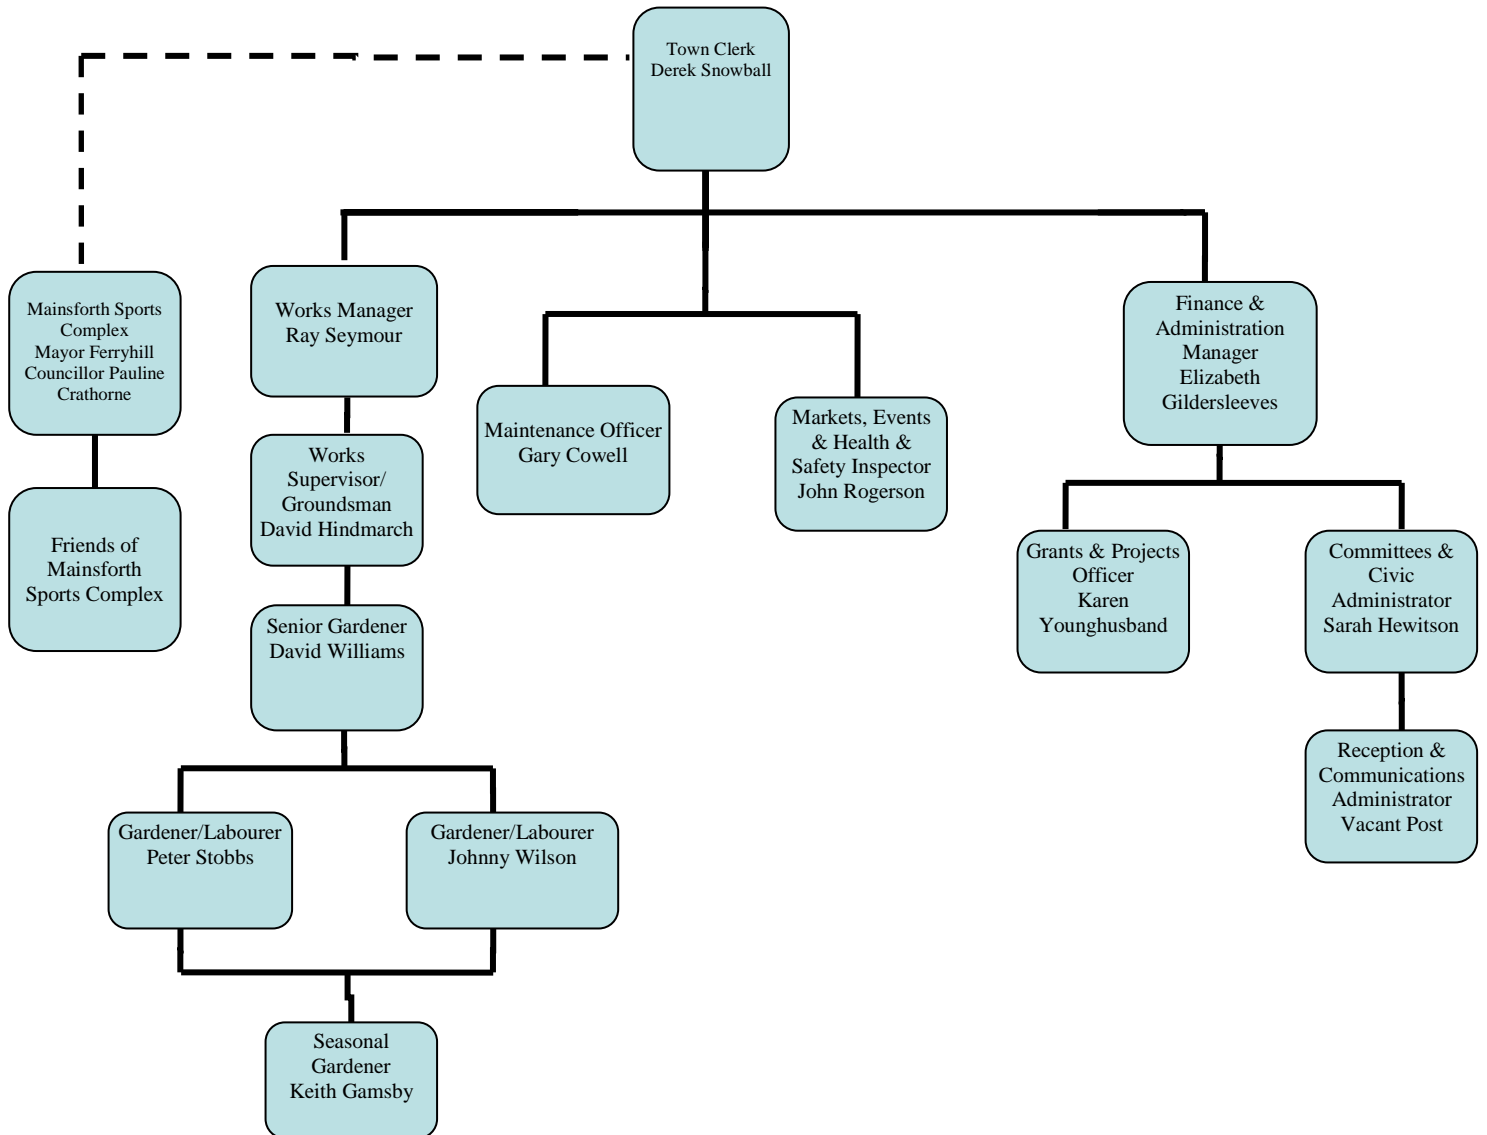 Town Clerk
Derek Snowball
Mainsforth Sports
Complex
Mayor Ferryhill
Councillor Pauline
Crathorne
Works Manager
Ray Seymour
Finance &
Administration
Manager
Elizabeth
Gildersleeves
Maintenance Officer
Gary Cowell
Markets, Events
& Health &
Safety Inspector
John Rogerson
Works
Supervisor/
Groundsman
David Hindmarch
Friends of
Mainsforth
Sports Complex
Grants & Projects
Officer
Karen
Younghusband
Committees &
Civic
Administrator
Sarah Hewitson
Senior Gardener
David Williams
Reception &
Communications
Administrator
Vacant Post
Gardener/Labourer
Peter Stobbs
Gardener/Labourer
Johnny Wilson
Seasonal
Gardener
Keith Gamsby